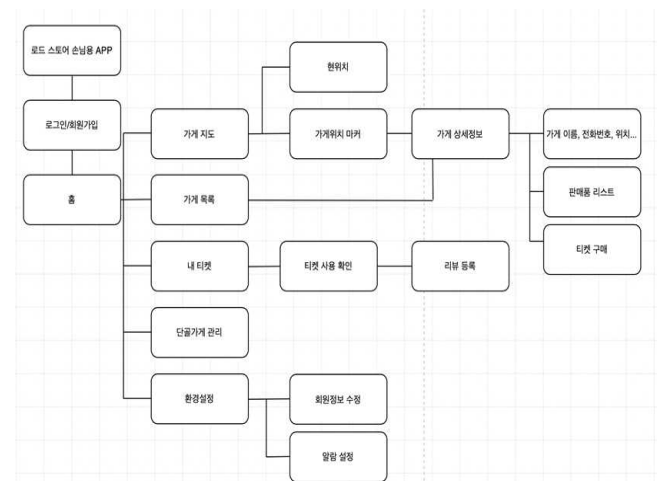 로드 스토어 손님용 APP
현위치
로그인/회원가입
가게 지도
가게위치 마커
가게 상세정보
가게 이름, 전화번호, 위치...
홈
가게 목록
판매품 리스트
티켓 구매
내 티켓
티켓 사용 확인
리뷰 등록
단골가게 관리
환경설정
회원정보 수정
알람 설정